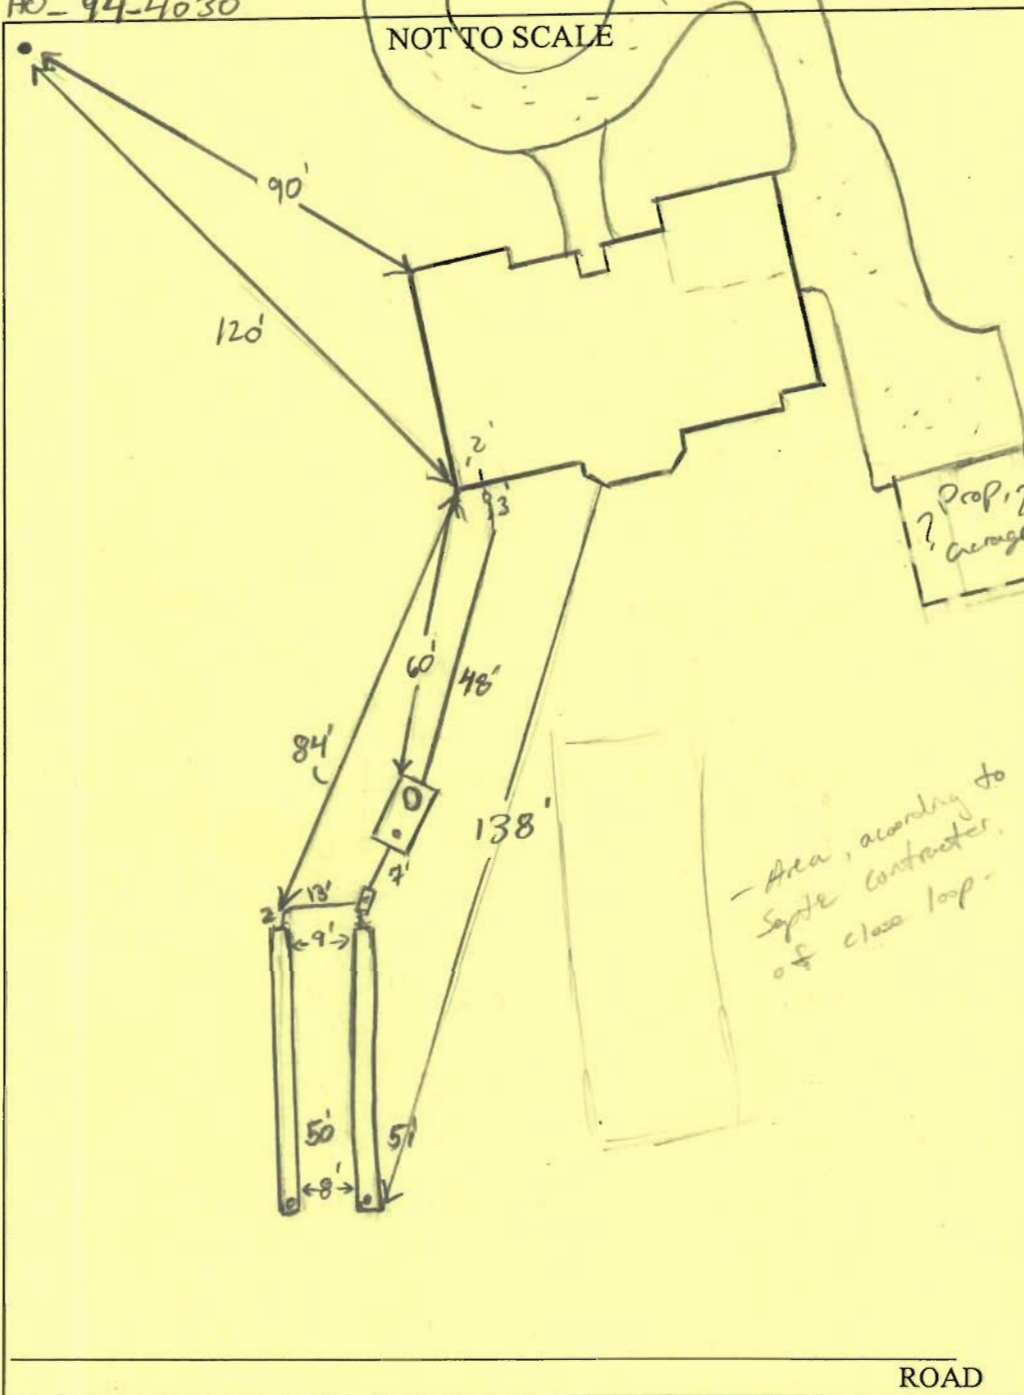 HO-94-4030
NOT TO SCALE
90'
120'
2'
3'
? Prop. ?
garage
60'
48'
84'
138'
7'
13'
2'
9'
- Area, according to
Septic contractor,
of close loop-
50'
51'
8'
ROAD